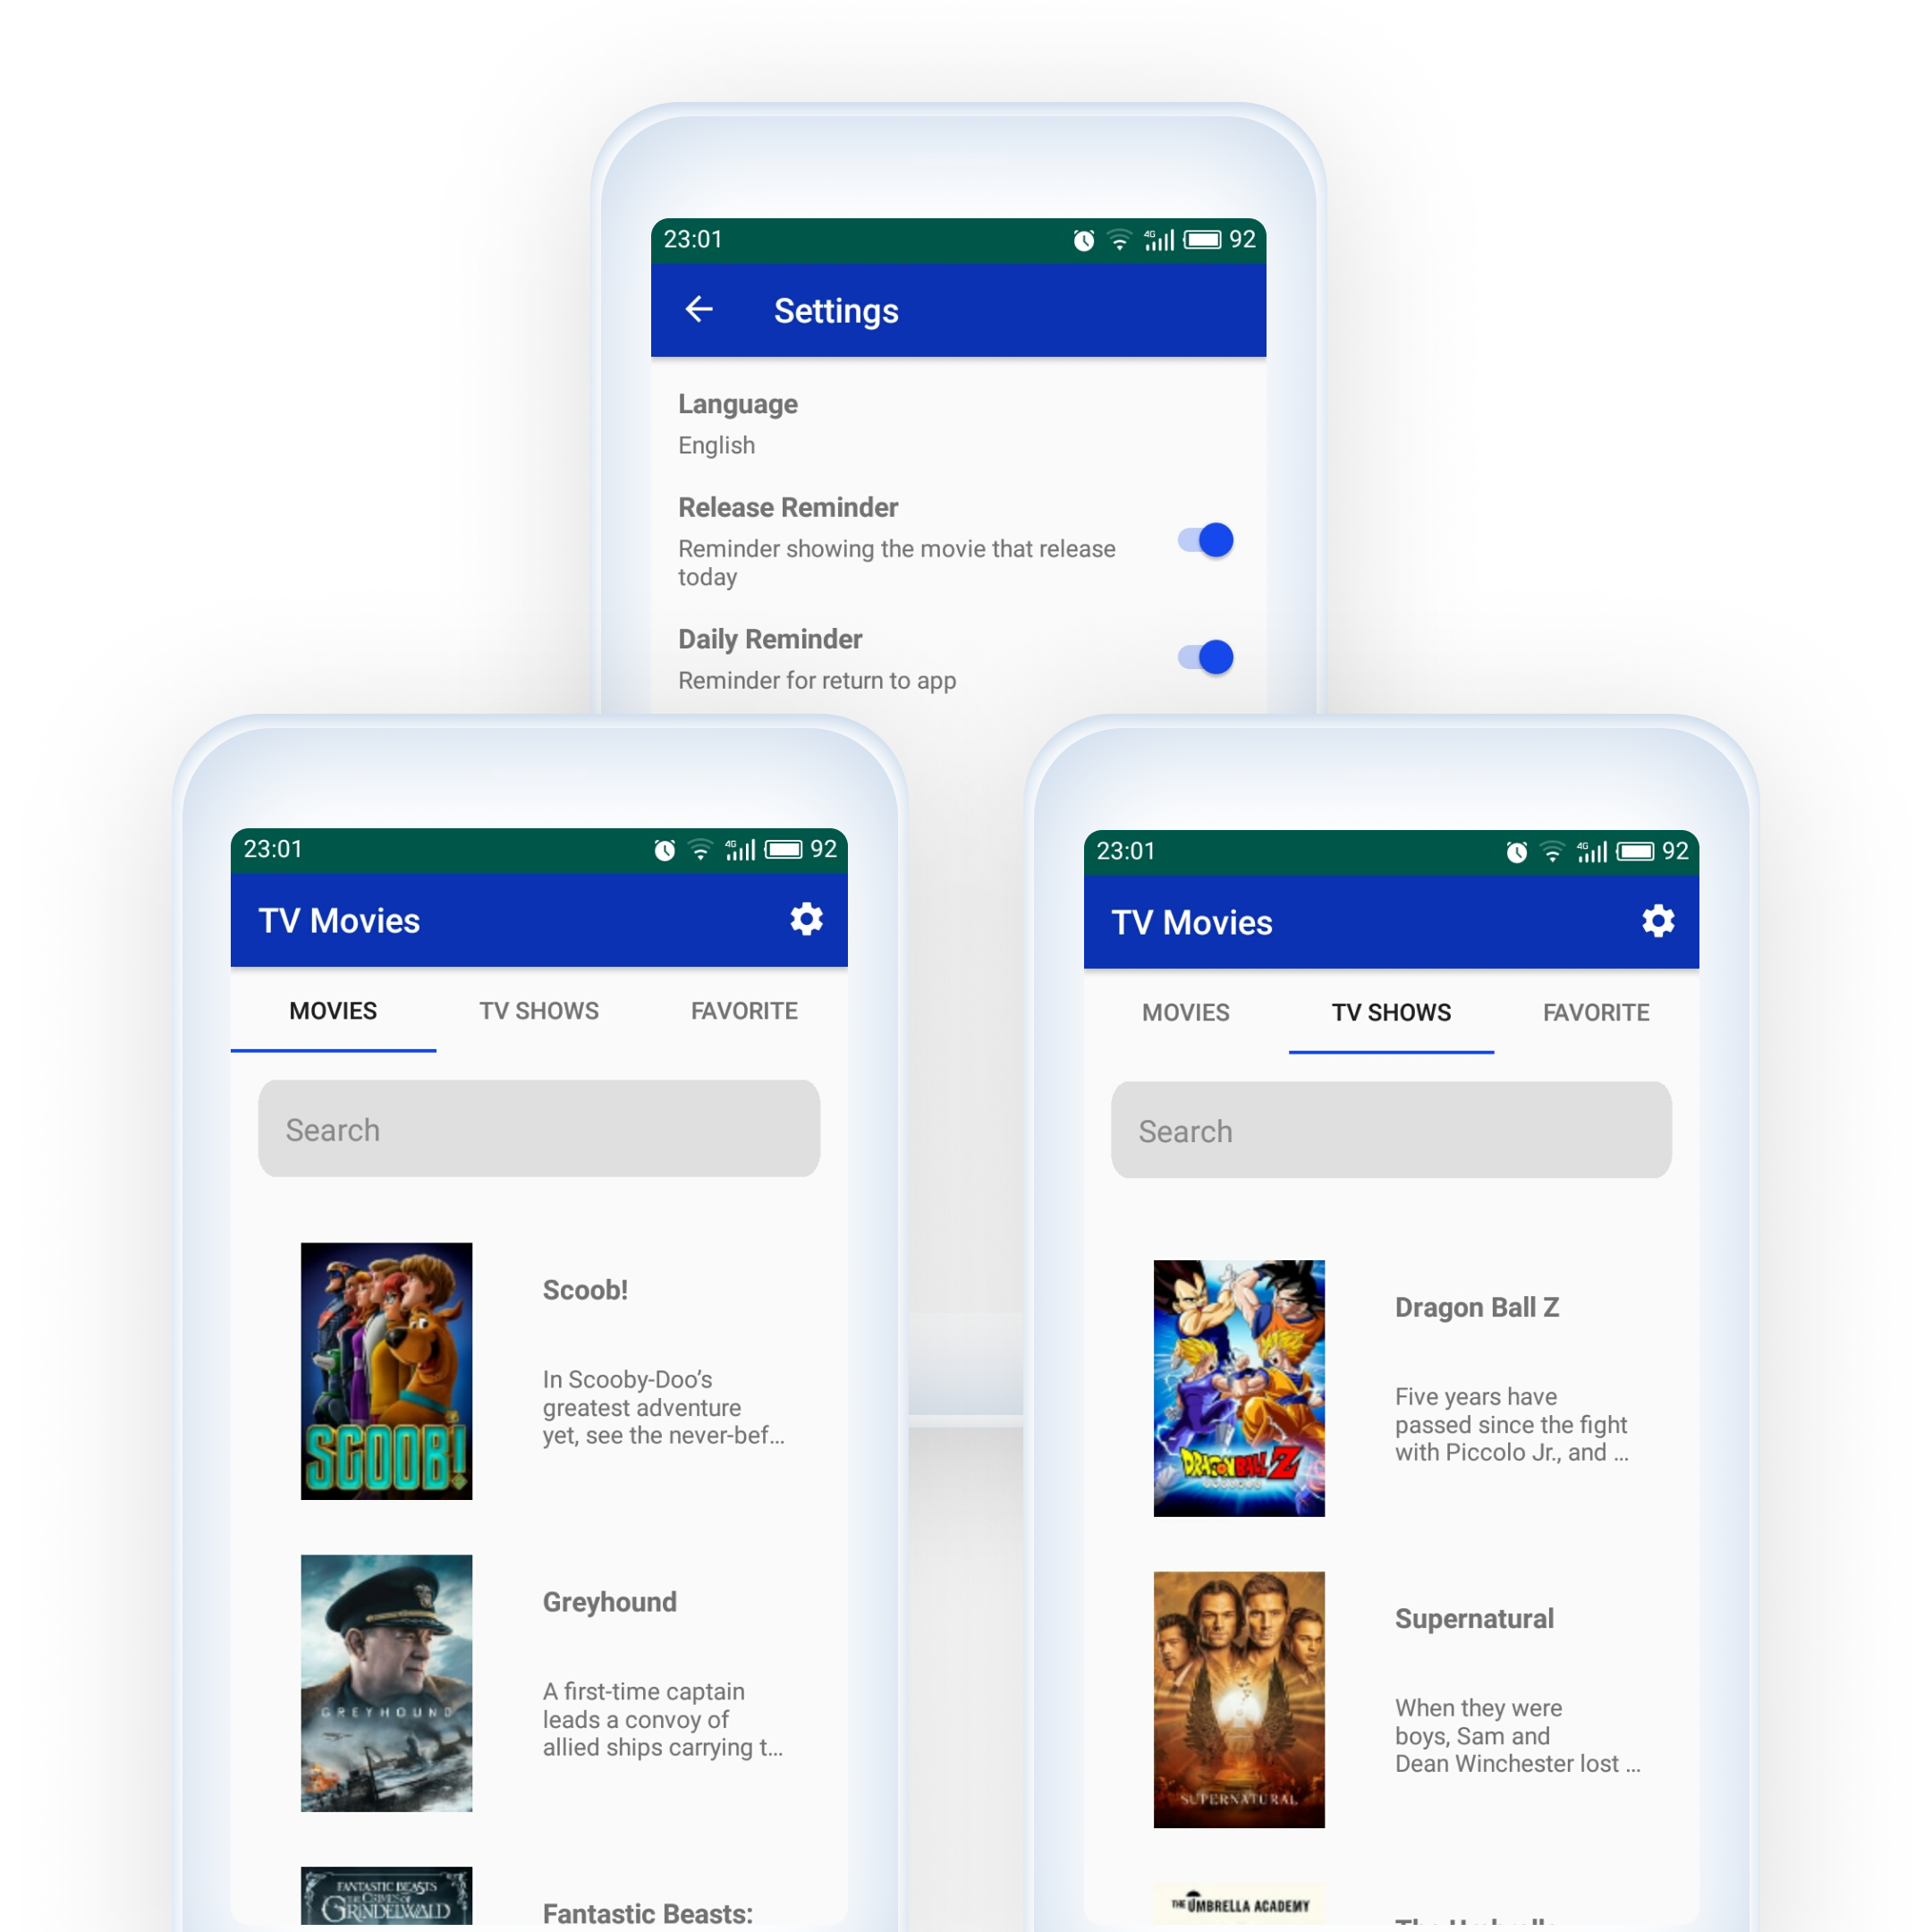 23:01
4G
92
Settings
Language
English
Release Reminder
Reminder showing the movie that release
today
Daily Reminder
Reminder for return to app
23:01
4G
92
TV Movies
MOVIES
TV SHOWS
FAVORITE
Search
SCOOB!
Scoob!
In Scooby-Doo’s
greatest adventure
yet, see the never-bef...
GREYHOUND
Greyhound
A first-time captain
leads a convoy of
allied ships carrying t...
FANTASTIC BEASTS
THE CRIMES OF
GRINDELWALD
Fantastic Beasts:
23:01
4G
92
TV Movies
MOVIES
TV SHOWS
FAVORITE
Search
DRAGON BALL Z
Dragon Ball Z
Five years have
passed since the fight
with Piccolo Jr., and ...
SUPERNATURAL
Supernatural
When they were
boys, Sam and
Dean Winchester lost ...
THE UMBRELLA ACADEMY
The Umbrella